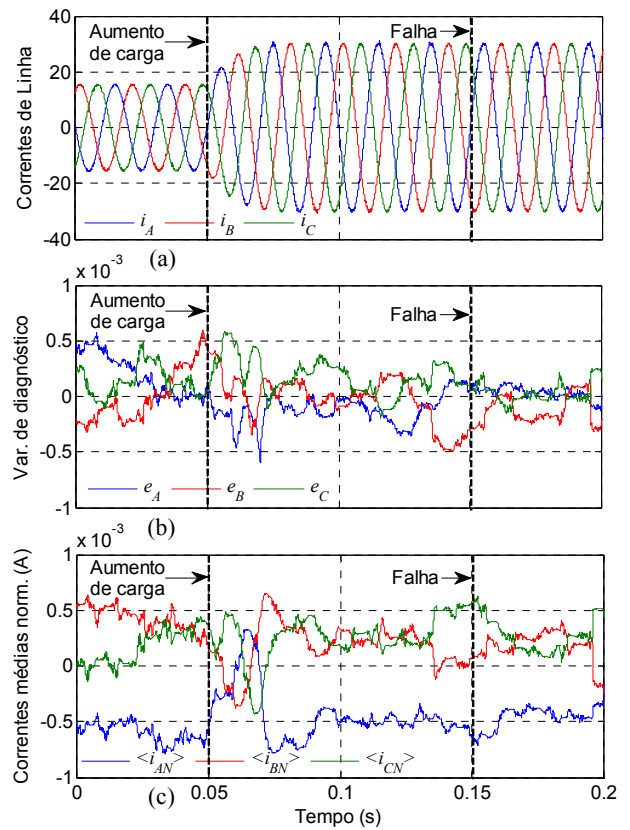 Correntes de Linha
40
20
0
-20
-40
Aumento
de carga
Falha
i_A i_B i_C
(a)
x 10^-3
Var. de diagnóstico
1
0.5
0
-0.5
-1
Aumento
de carga
Falha
e_A e_B e_C
(b)
x 10^-3
Correntes médias norm. (A)
1
0.5
0
-0.5
-1
Aumento
de carga
Falha
<i_AN> <i_BN> <i_CN>
0 0.05 0.1 0.15 0.2
(c) Tempo (s)